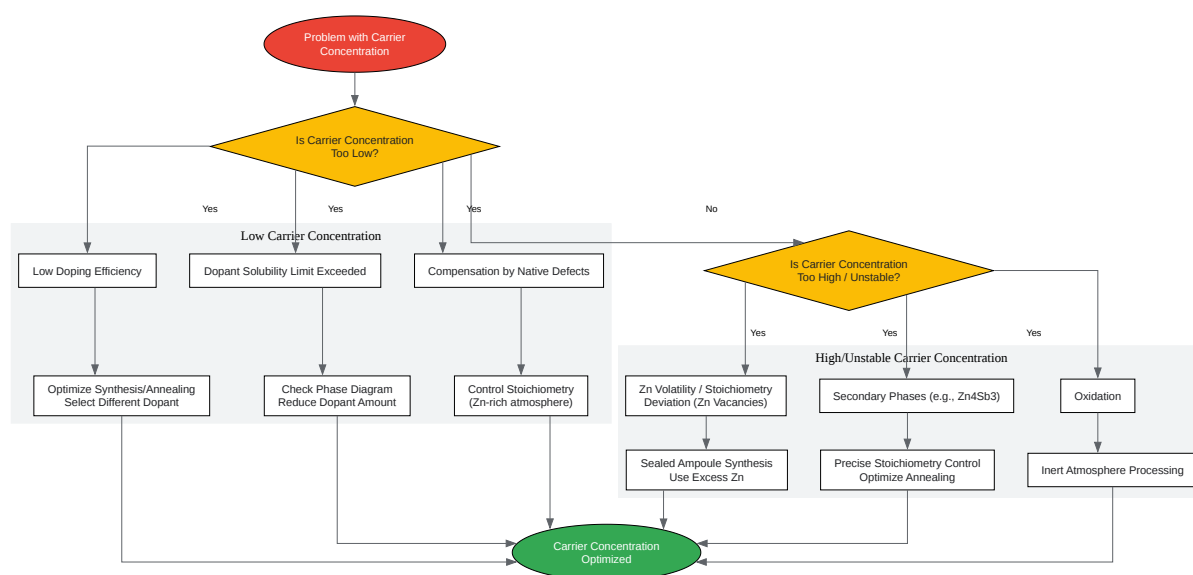 Problem with Carrier
Concentration
Is Carrier Concentration
Too Low?
Yes
Yes
Yes
No
Low Carrier Concentration
Low Doping Efficiency
Dopant Solubility Limit Exceeded
Compensation by Native Defects
Is Carrier Concentration
Too High / Unstable?
Yes
Yes
Yes
High/Unstable Carrier Concentration
Optimize Synthesis/Annealing
Select Different Dopant
Check Phase Diagram
Reduce Dopant Amount
Control Stoichiometry
(Zn-rich atmosphere)
Zn Volatility / Stoichiometry
Deviation (Zn Vacancies)
Secondary Phases (e.g., Zn4Sb3)
Oxidation
Sealed Ampoule Synthesis
Use Excess Zn
Precise Stoichiometry Control
Optimize Annealing
Inert Atmosphere Processing
Carrier Concentration
Optimized